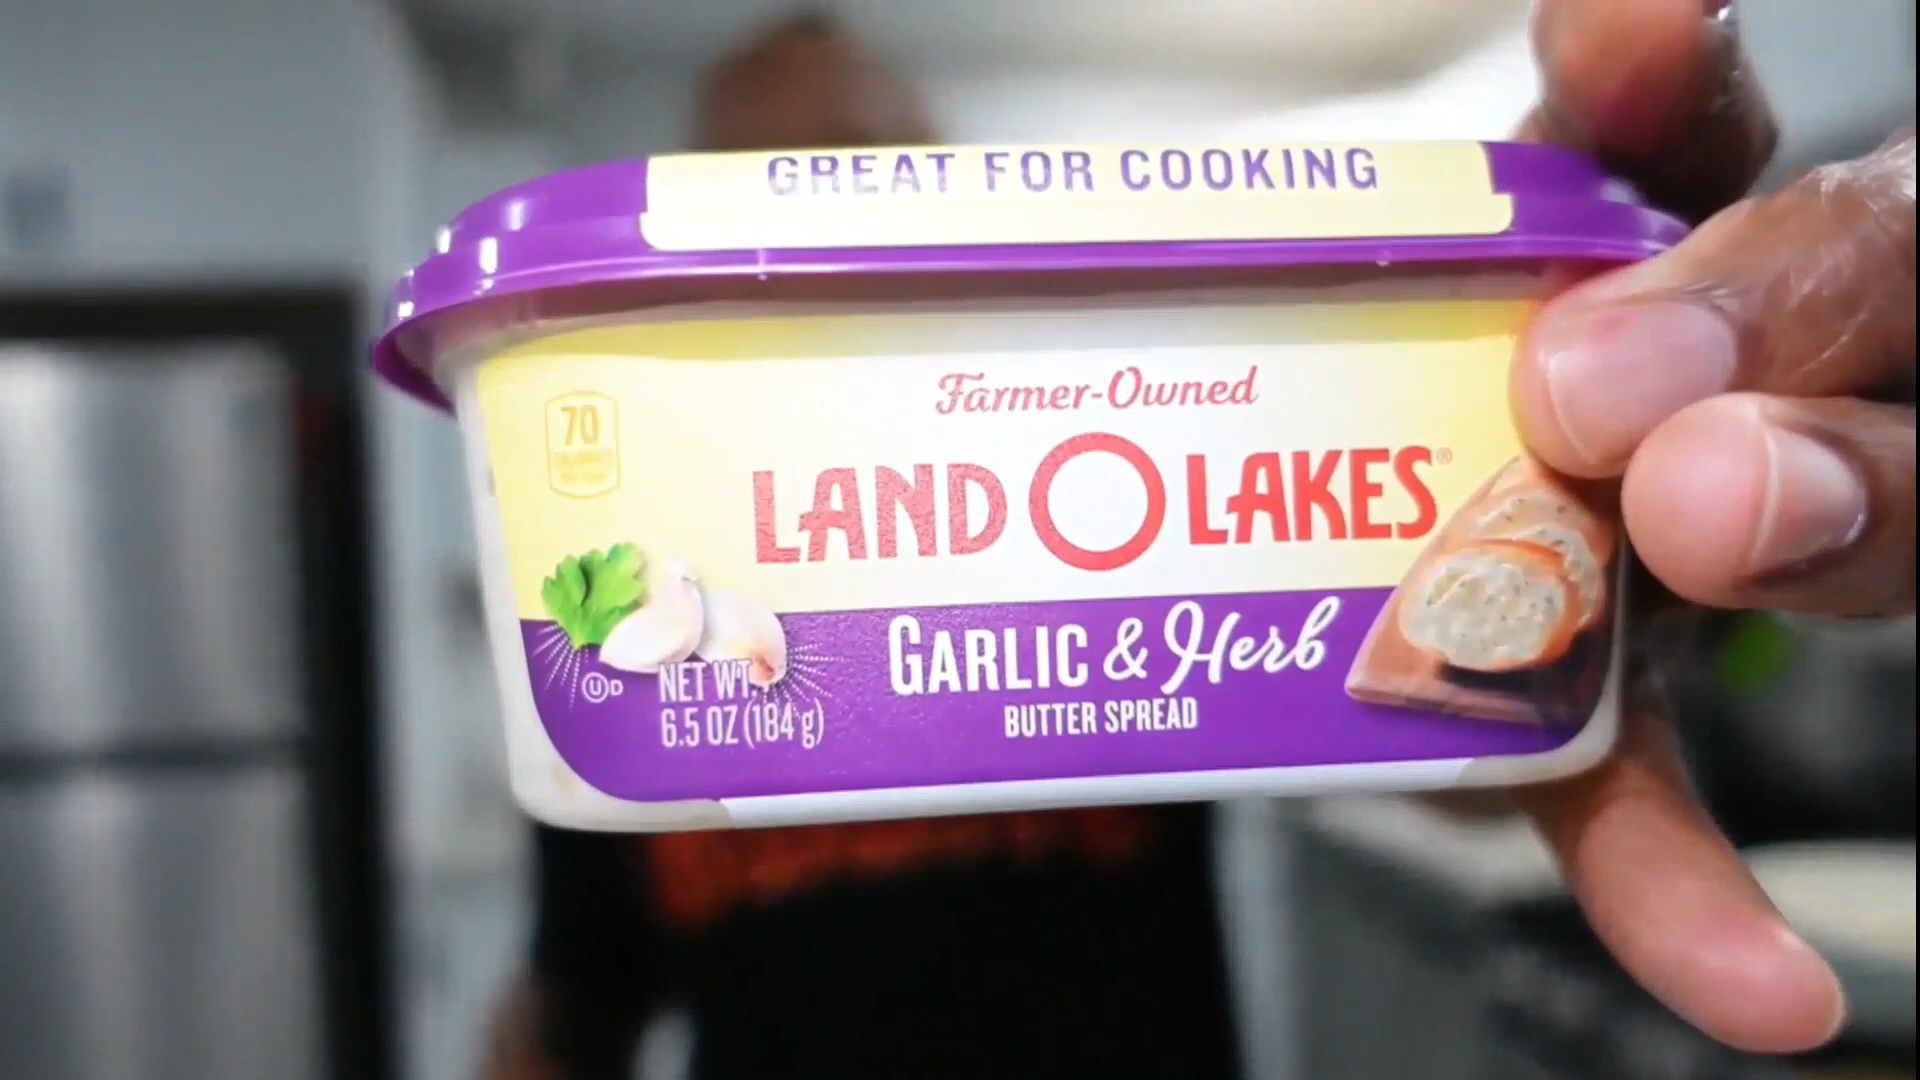 GREAT FOR COOKING
70
Farmer-Owned
LAND O LAKES®
GARLIC & Herb
BUTTER SPREAD
U D
NET WT.
6.5 OZ (184 g)